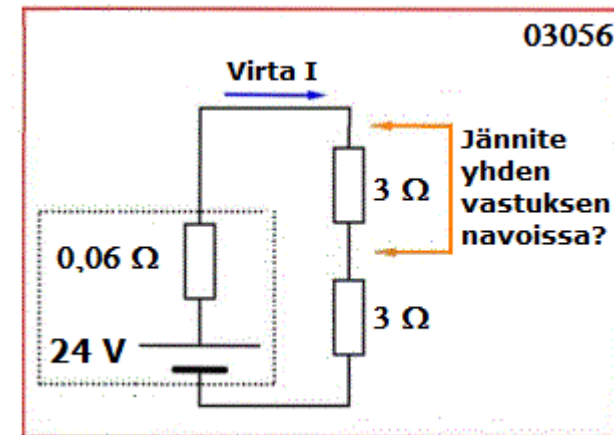 03056
Virta I
Jännite
yhden
vastuksen
navoissa?
3 Ω
0,06 Ω
3 Ω
24 V